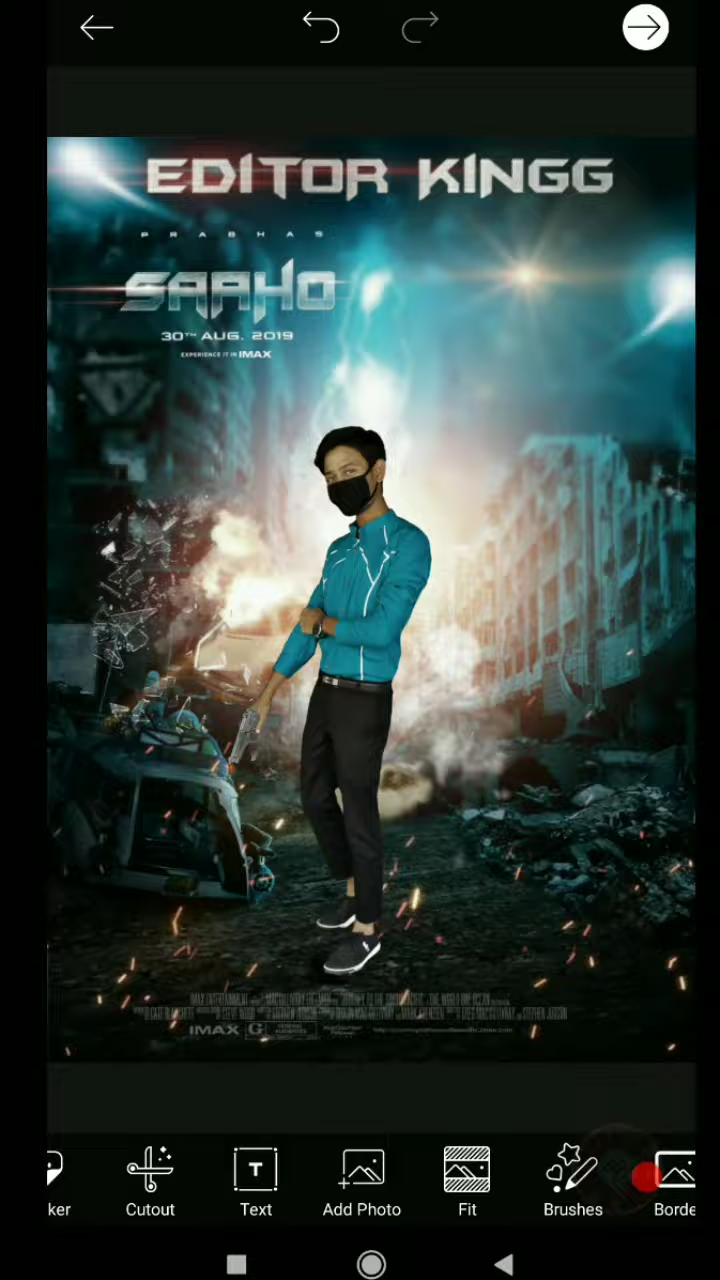 EDITOR KINGG
PRABHAS
SAAHO
30TH AUG. 2019
EXPERIENCE IT IN IMAX
IMAX G
ker
Cutout
T
Text
Add Photo
Fit
Brushes
Borde